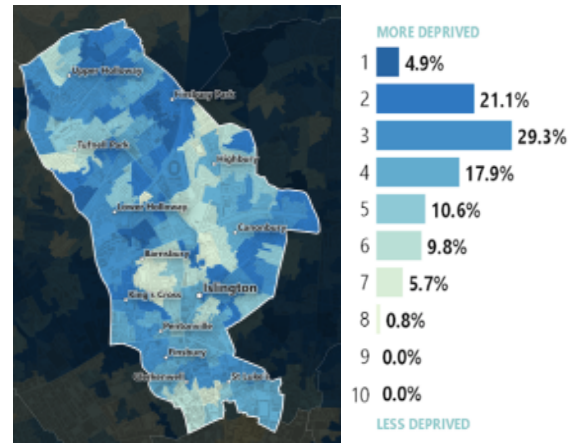 Upper Holloway
Finsbury Park
Tufnell Park
Highbury
Lower Holloway
Canonbury
Barnsbury
King's Cross
Islington
Pentonville
Finsbury
Clerkenwell
St Luke's
MORE DEPRIVED
1 4.9%
2 21.1%
3 29.3%
4 17.9%
5 10.6%
6 9.8%
7 5.7%
8 0.8%
9 0.0%
10 0.0%
LESS DEPRIVED